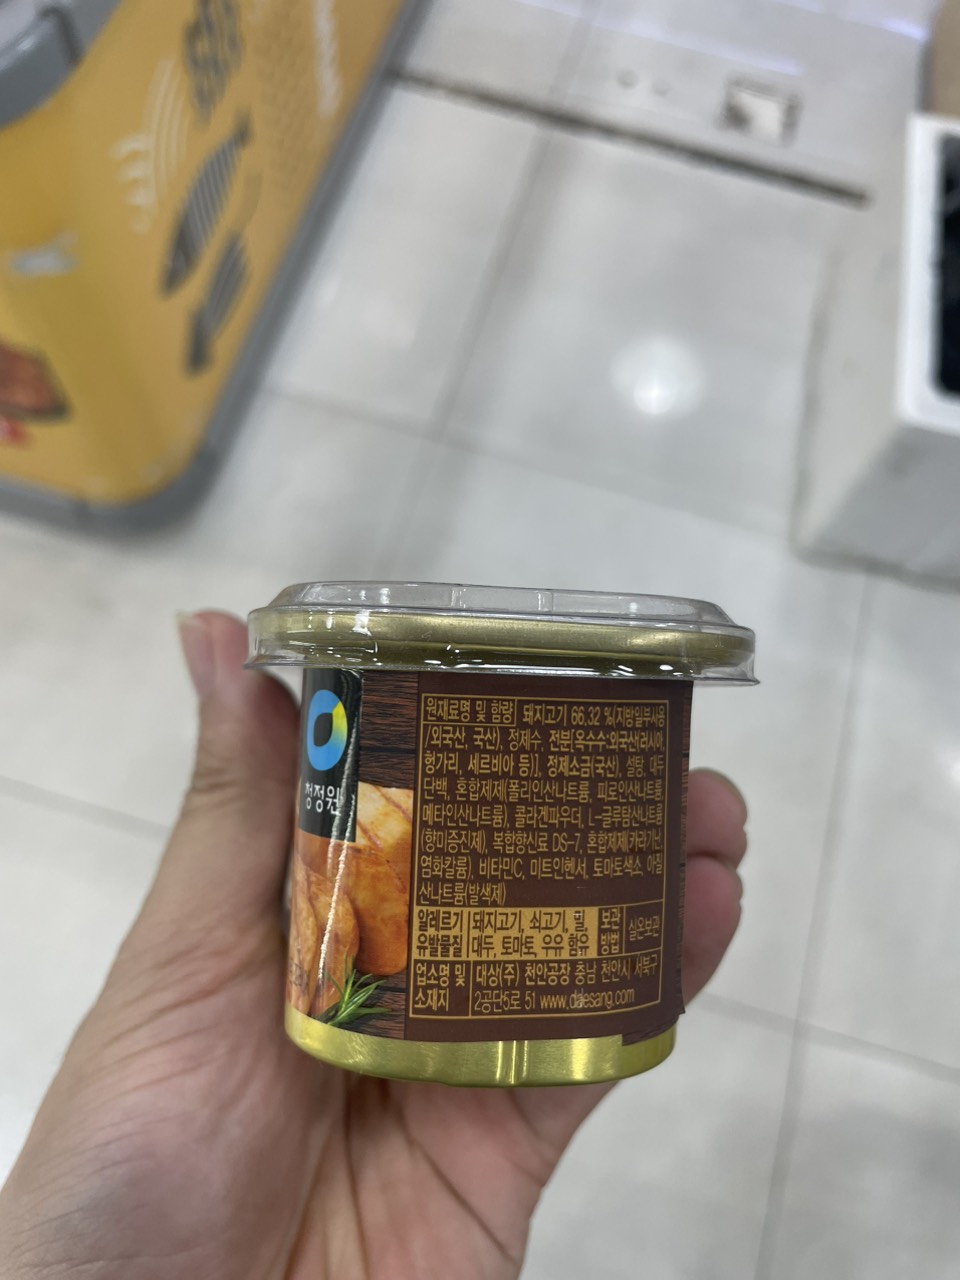 청정원
원재료명 및 함량 돼지고기 66.32 %(지방일부사용
/외국산, 국산), 정제수, 전분[옥수수:외국산(러시아,
헝가리, 세르비아 등)], 정제소금(국산), 설탕, 대두
단백, 혼합제제(폴리인산나트륨, 피로인산나트륨,
메타인산나트륨), 콜라겐파우더, L-글루탐산나트륨
(향미증진제), 복합향신료 DS-7, 혼합제제(카라기난,
염화칼륨), 비타민C, 미트인헨서, 토마토색소, 아질
산나트륨(발색제)
알레르기 유발물질 돼지고기, 쇠고기, 밀,
대두, 토마토, 우유 함유
보관 방법 실온보관
업소명 및 소재지 대상(주) 천안공장 충남 천안시 서북구
2공단5로 51 www.daesang.com